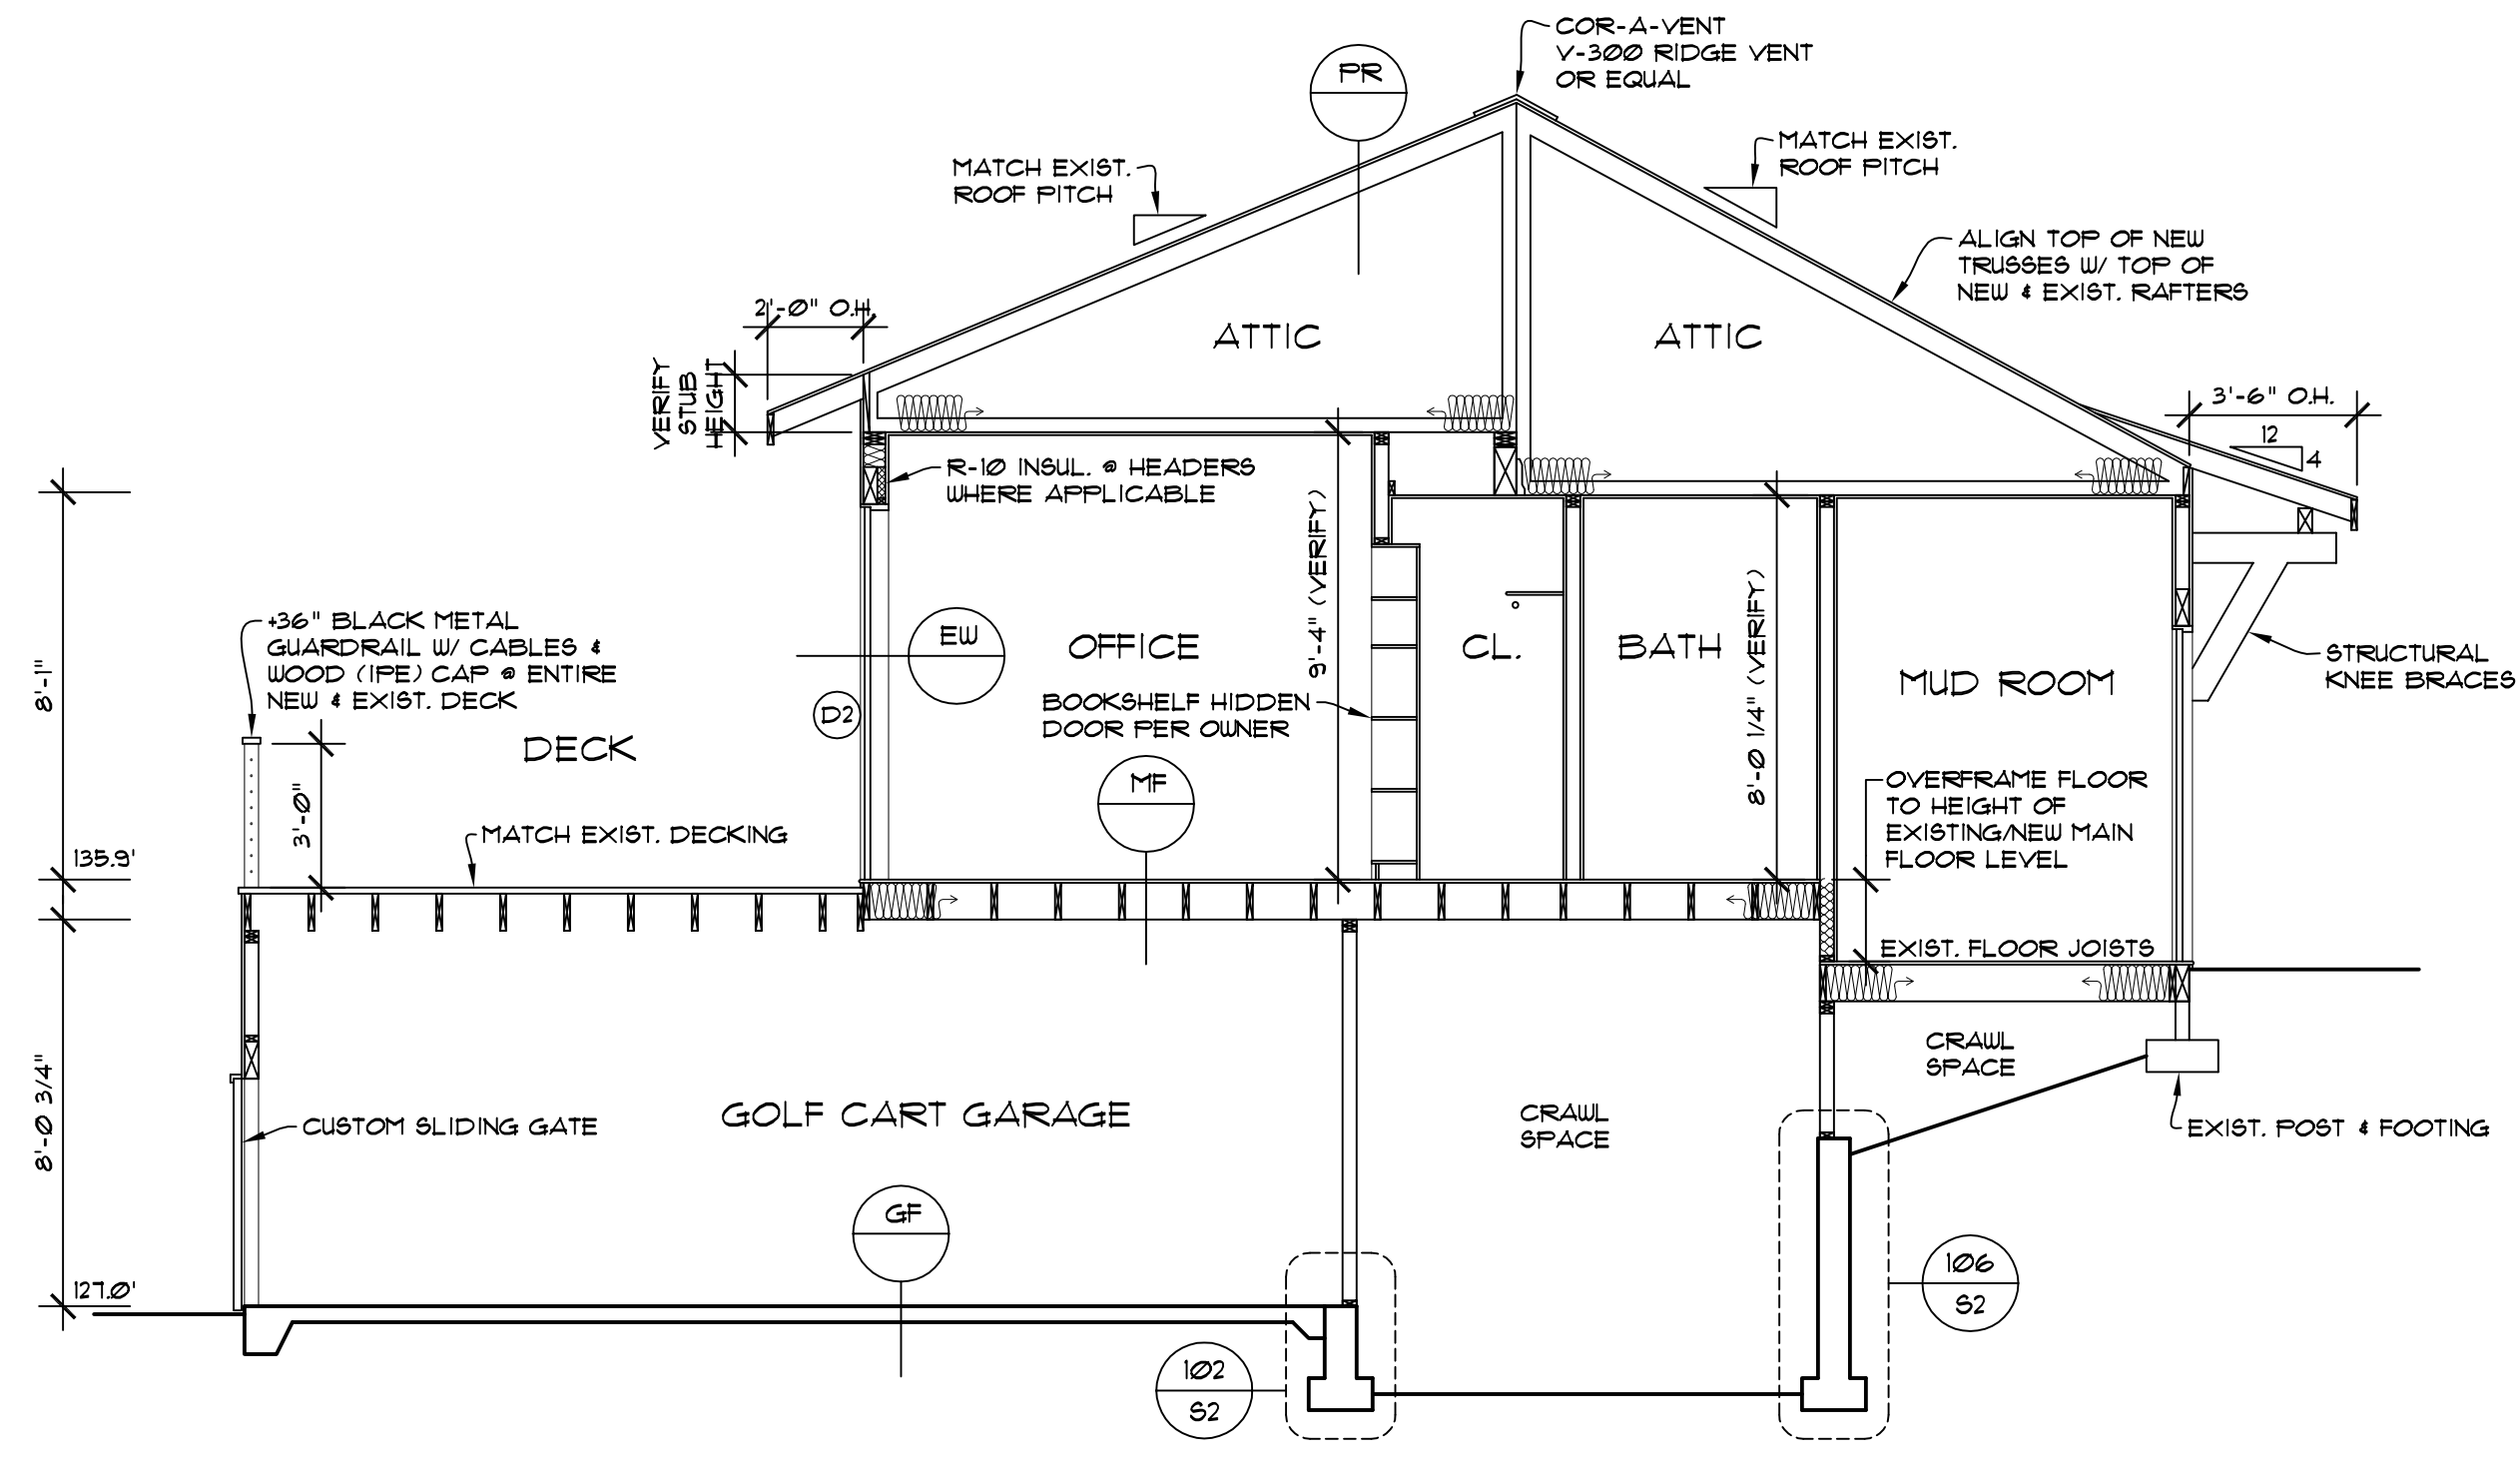 COR-A-VENT
V-300 RIDGE VENT
OR EQUAL
PR
MATCH EXIST.
ROOF PITCH
MATCH EXIST.
ROOF PITCH
ALIGN TOP OF NEW
TRUSSES W/ TOP OF
NEW & EXIST. RAFTERS
2'-0" O.H.
ATTIC
ATTIC
VERIFY
STUB
HEIGHT
3'-6" O.H.
12
4
R-10 INSUL. @ HEADERS
WHERE APPLICABLE
9'-4" (VERIFY)
8'-0 1/4" (VERIFY)
8'-1"
+36" BLACK METAL
GUARDRAIL W/ CABLES &
WOOD (IPE) CAP @ ENTIRE
NEW & EXIST. DECK
EW
OFFICE
CL.
BATH
MUD ROOM
STRUCTURAL
KNEE BRACES
BOOKSHELF HIDDEN
DOOR PER OWNER
D2
DECK
MF
3'-0"
MATCH EXIST. DECKING
OVERFRAME FLOOR
TO HEIGHT OF
EXISTING/NEW MAIN
FLOOR LEVEL
135.9'
EXIST. FLOOR JOISTS
8'-0 3/4"
CRAWL
SPACE
GOLF CART GARAGE
CRAWL
SPACE
CUSTOM SLIDING GATE
EXIST. POST & FOOTING
GF
106
S2
127.0'
102
S2